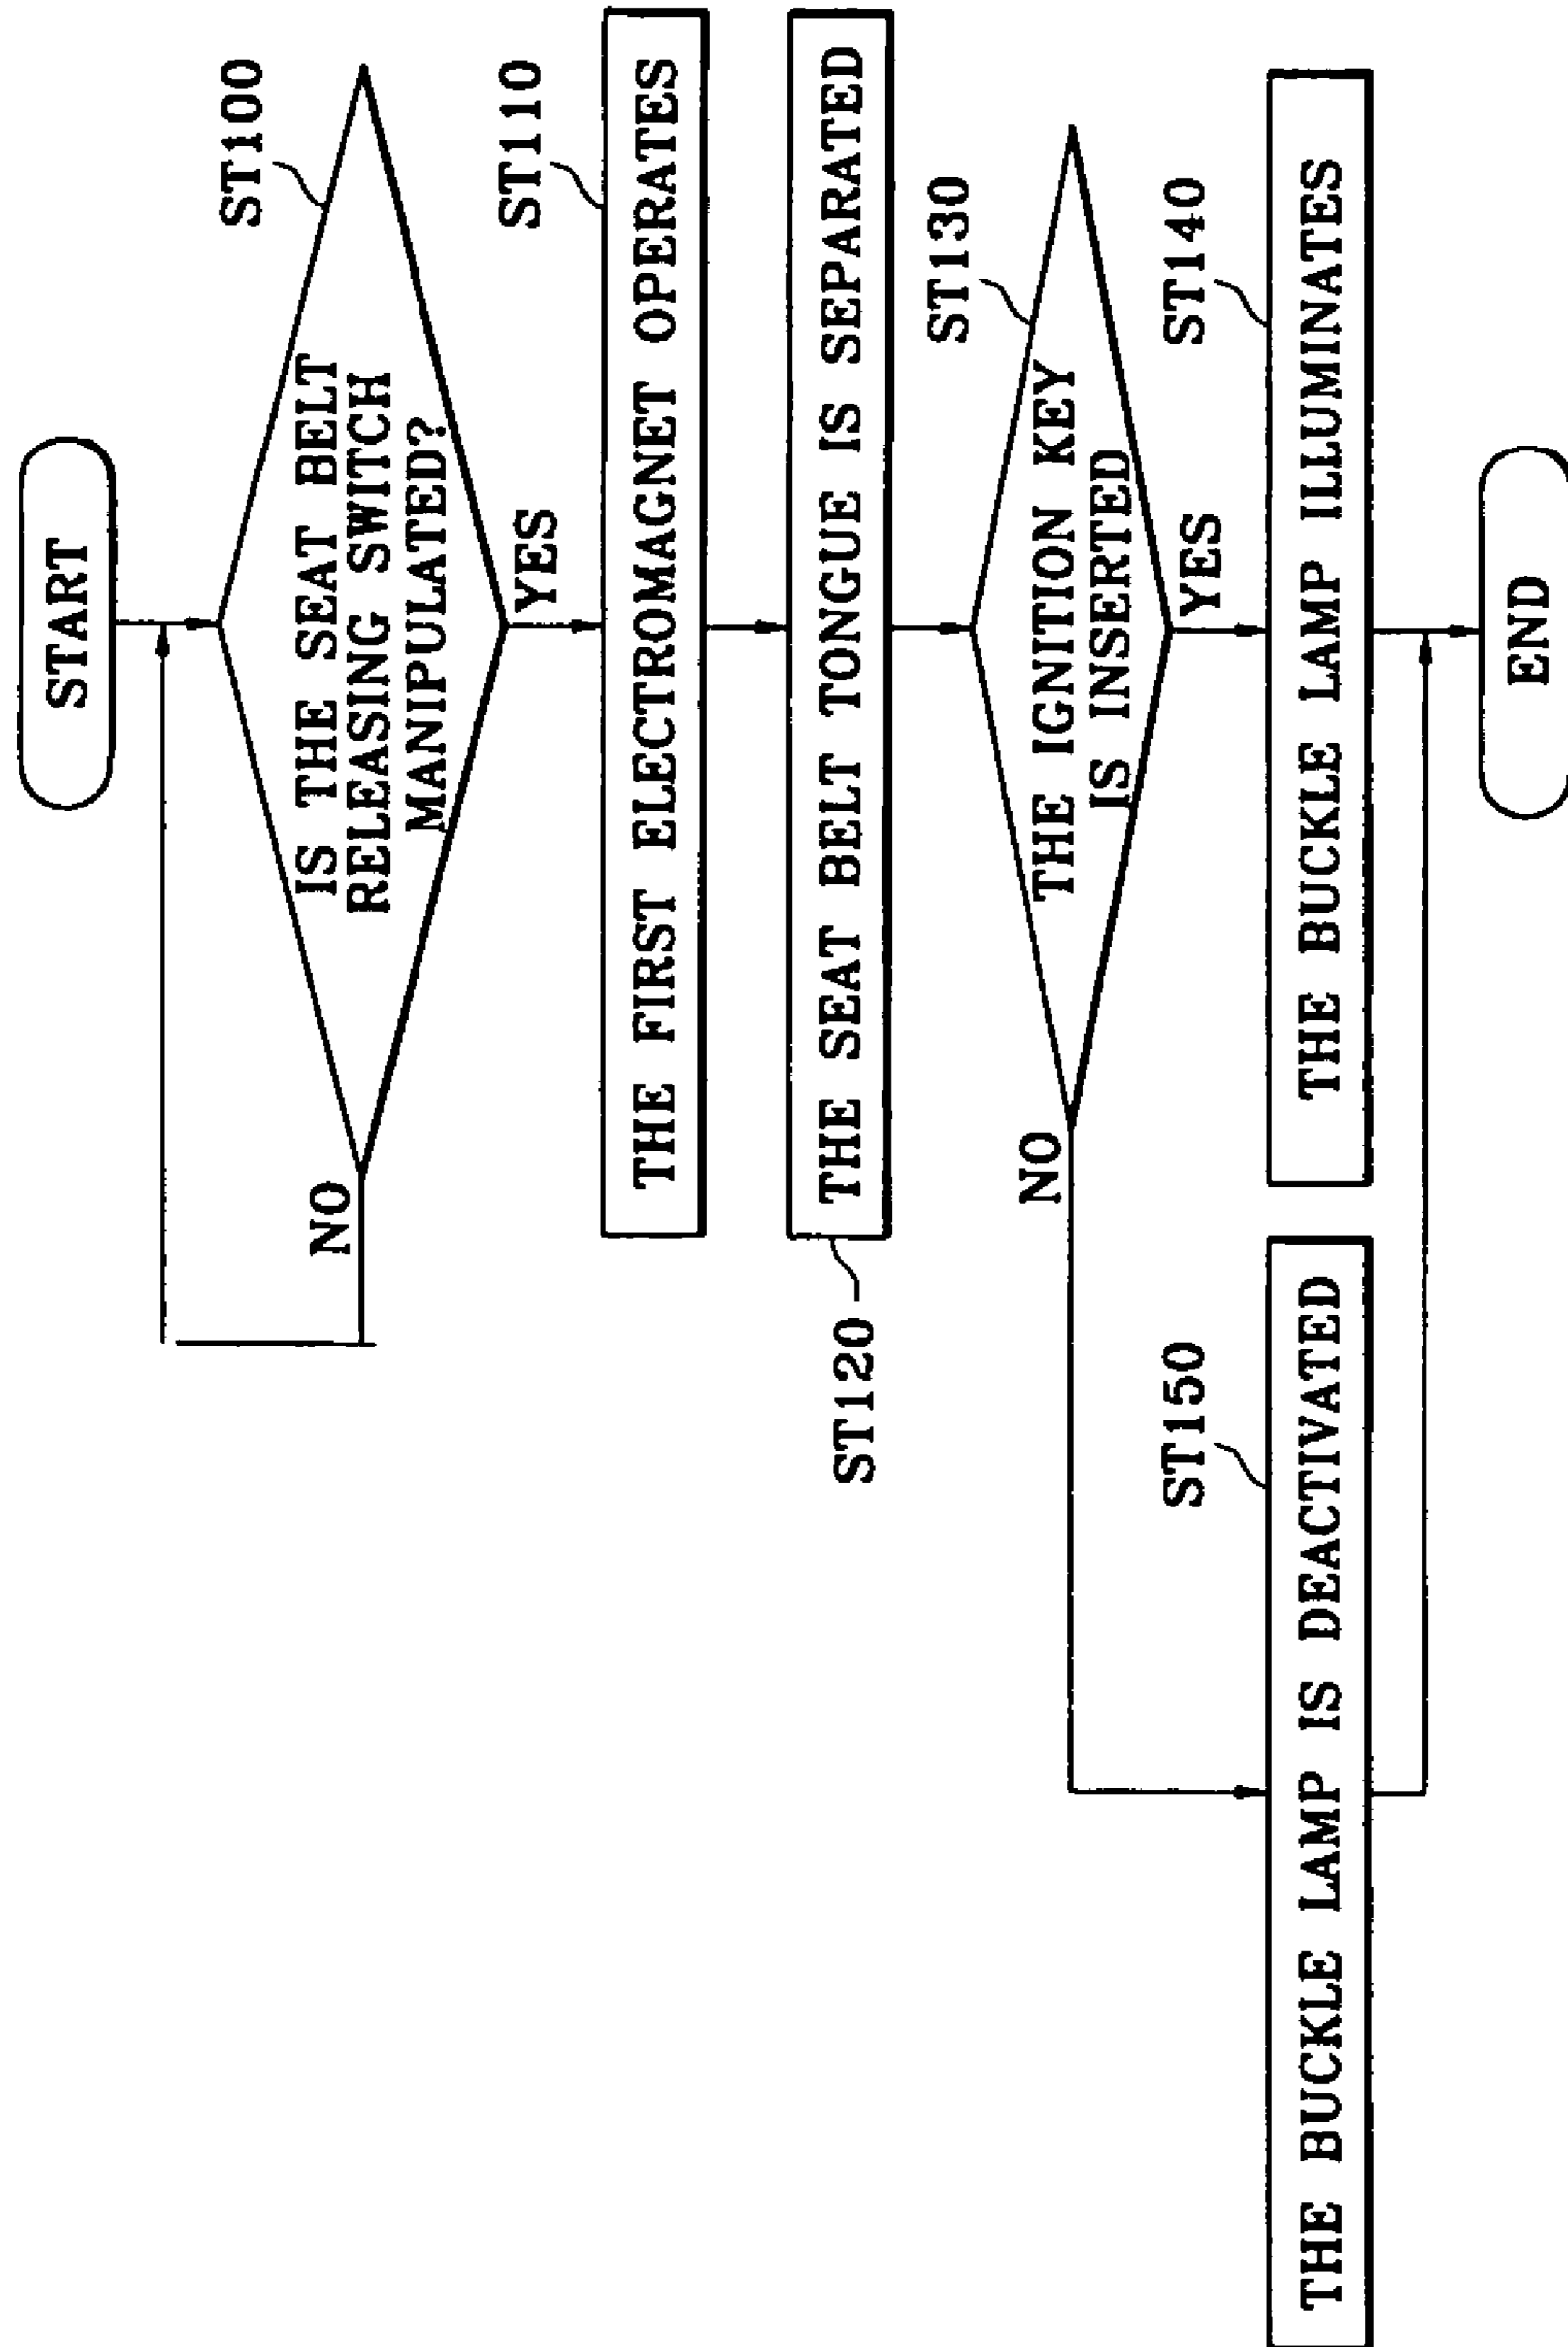 START
ST100
IS THE SEAT BELT
RELEASING SWITCH
MANIPULATED?
NO
YES
ST110
THE FIRST ELECTROMAGNET OPERATES
THE SEAT BELT TONGUE IS SEPARATED
ST120
ST130
THE IGNITION KEY
IS INSERTED
NO
YES
ST150
THE BUCKLE LAMP IS DEACTIVATED
ST140
THE BUCKLE LAMP ILLUMINATES
END